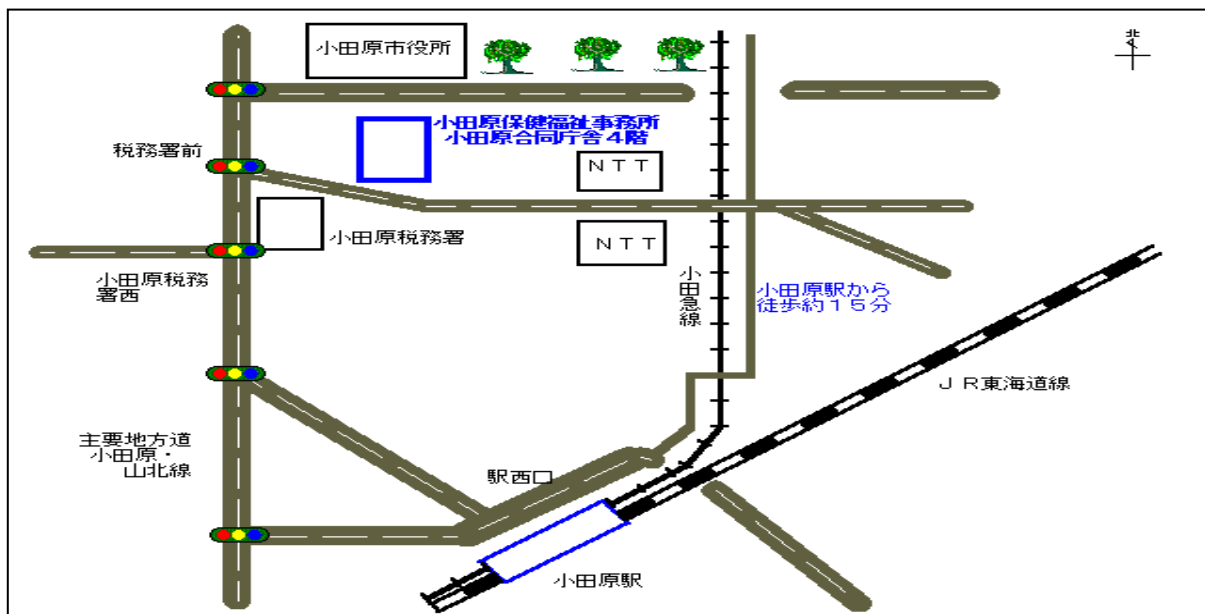 小田原市役所
北
小田原保健福祉事務所
小田原合同庁舎４階
税務署前
ＮＴＴ
小田原税務署
ＮＴＴ
小田原税務
署西
小田急線
小田原駅から
徒歩約１５分
ＪＲ東海道線
主要地方道
小田原・
山北線
駅西口
小田原駅